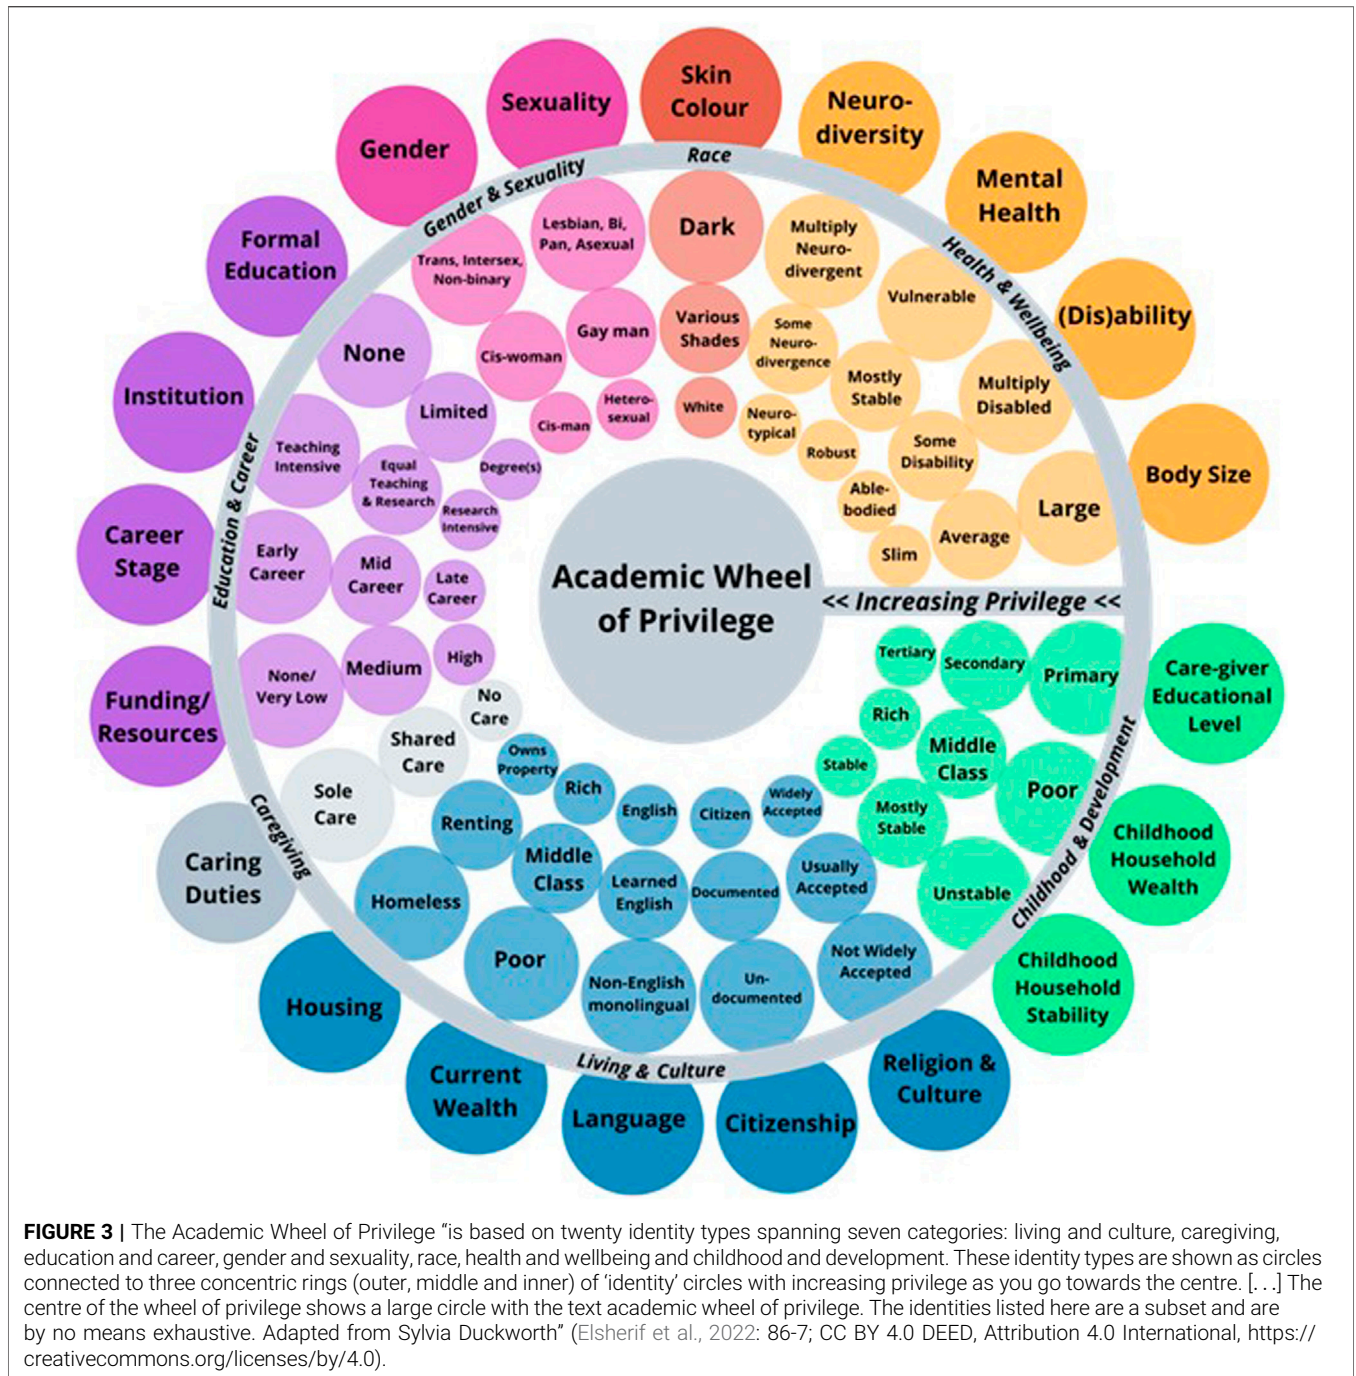 Skin
Colour
Neuro-
diversity
Mental
Health
(Dis)ability
Body Size
Care-giver
Educational
Level
Childhood
Household
Wealth
Childhood
Household
Stability
Religion &
Culture
Citizenship
Language
Current
Wealth
Housing
Caring
Duties
Funding/
Resources
Career
Stage
Institution
Formal
Education
Gender
Sexuality
Race
Health & Wellbeing
Childhood & Development
Living & Culture
Caregiving
Education & Career
Gender & Sexuality
Dark
Various
Shades
White
Multiply
Neuro-
divergent
Some
Neuro-
divergence
Neuro-
typical
Vulnerable
Mostly
Stable
Robust
Multiply
Disabled
Some
Disability
Able-
bodied
Large
Average
Slim
Academic Wheel
of Privilege
<< Increasing Privilege <<
Tertiary
Secondary
Primary
Rich
Middle
Class
Poor
Stable
Mostly
Stable
Unstable
Widely
Accepted
Usually
Accepted
Not Widely
Accepted
Citizen
Documented
Un-
documented
English
Learned
English
Non-English
monolingual
Rich
Middle
Class
Poor
Owns
Property
Renting
Homeless
No
Care
Shared
Care
Sole
Care
High
Medium
None/
Very Low
Late
Career
Mid
Career
Early
Career
Research
Intensive
Equal
Teaching
& Research
Teaching
Intensive
Degree(s)
Limited
None
Cis-man
Cis-woman
Trans, Intersex,
Non-binary
Hetero-
sexual
Gay man
Lesbian, Bi,
Pan, Asexual
FIGURE 3 | The Academic Wheel of Privilege “is based on twenty identity types spanning seven categories: living and culture, caregiving,
education and career, gender and sexuality, race, health and wellbeing and childhood and development. These identity types are shown as circles
connected to three concentric rings (outer, middle and inner) of ‘identity’ circles with increasing privilege as you go towards the centre. [. . .] The
centre of the wheel of privilege shows a large circle with the text academic wheel of privilege. The identities listed here are a subset and are
by no means exhaustive. Adapted from Sylvia Duckworth” (Elsherif et al., 2022: 86-7; CC BY 4.0 DEED, Attribution 4.0 International, https://
creativecommons.org/licenses/by/4.0).